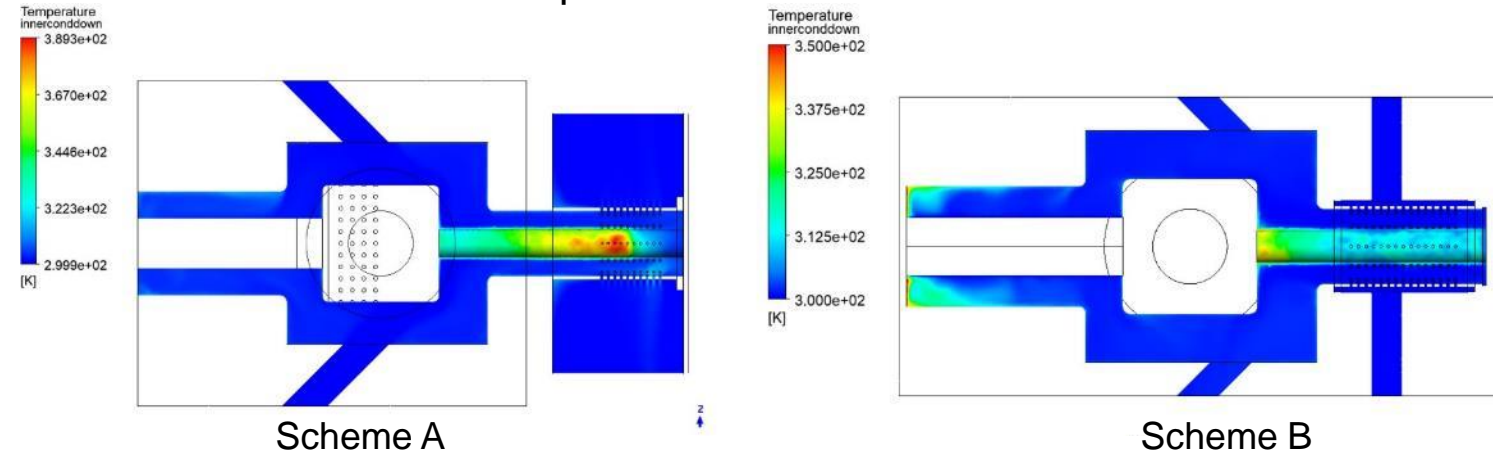 Temperature
innerconddown
3.893e+02
3.670e+02
3.446e+02
3.223e+02
2.999e+02
[K]
Z
Scheme A
Temperature
innerconddown
3.500e+02
3.375e+02
3.250e+02
3.125e+02
3.000e+02
[K]
Scheme B